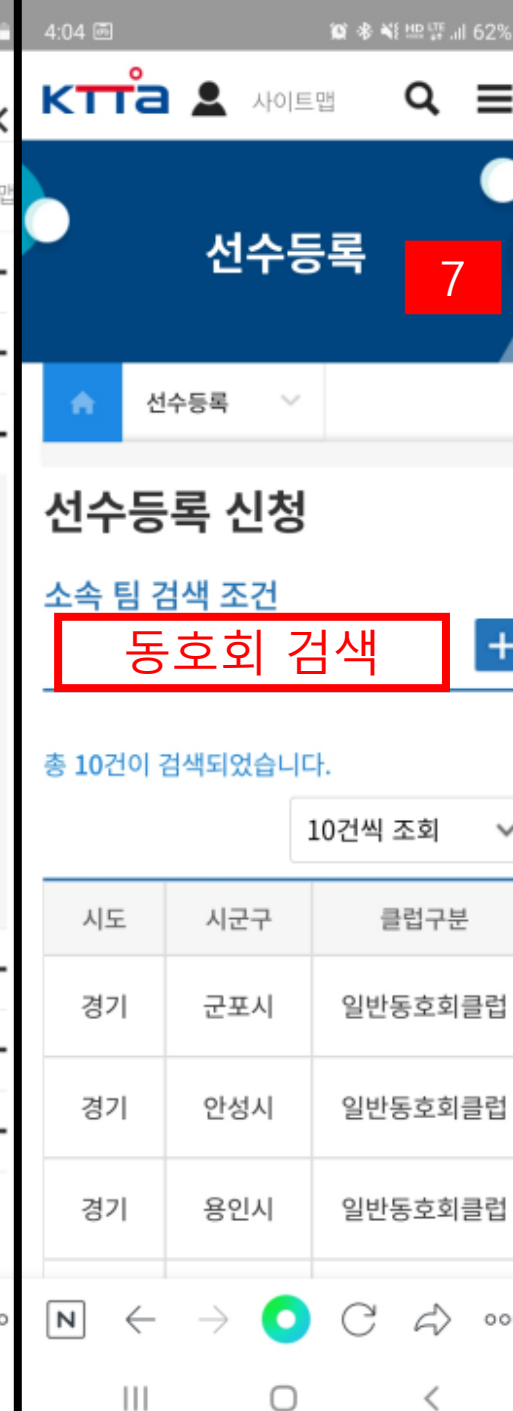 4:04
HD LTE 62%
KTTa 사이트맵
선수등록
7
선수등록
선수등록 신청
소속 팀 검색 조건
동호회 검색
총 10건이 검색되었습니다.
10건씩 조회
시도 시군구 클럽구분
경기 군포시 일반동호회클럽
경기 안성시 일반동호회클럽
경기 용인시 일반동호회클럽
N